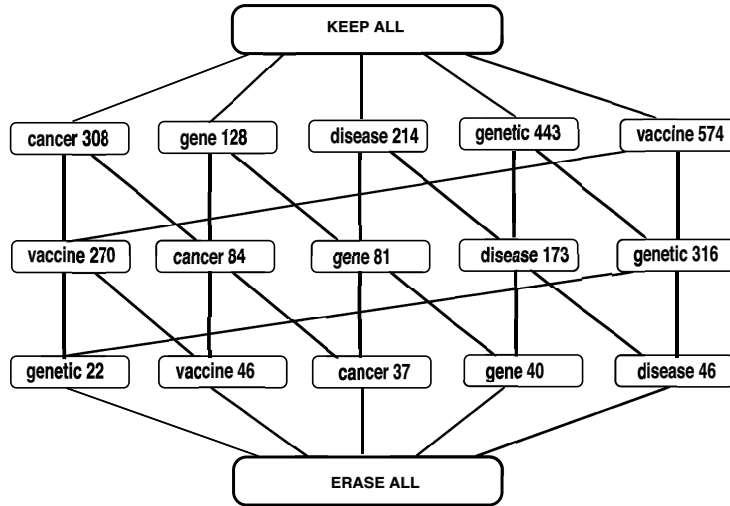 KEEP ALL
cancer 308
gene 128
disease 214
genetic 443
vaccine 574
vaccine 270
cancer 84
gene 81
disease 173
genetic 316
genetic 22
vaccine 46
cancer 37
gene 40
disease 46
ERASE ALL